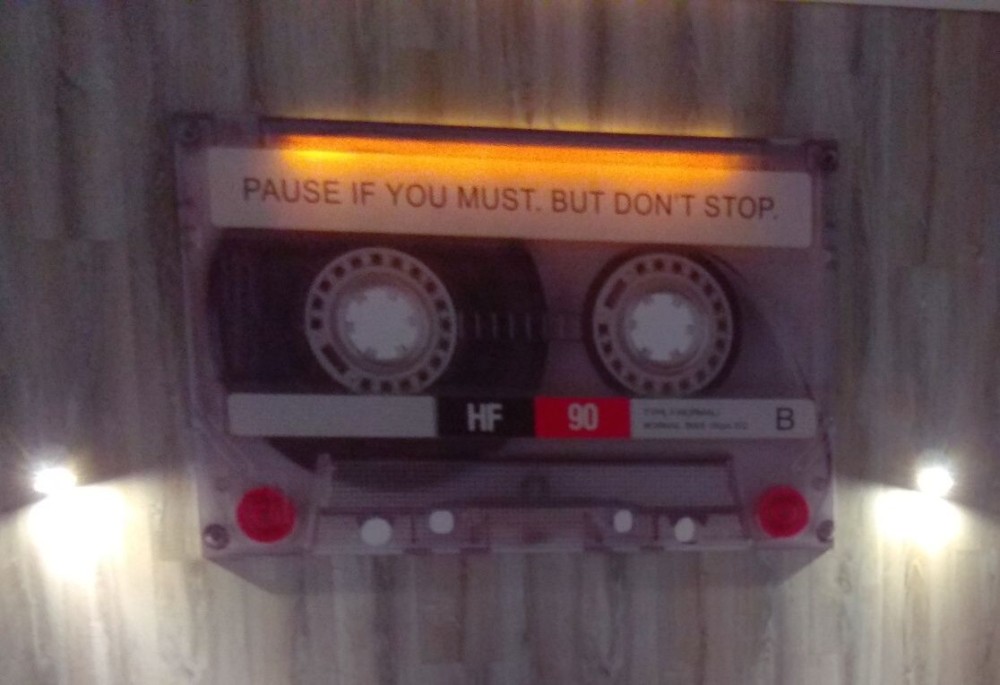 PAUSE IF YOU MUST. BUT DON'T STOP.
HF 90 B